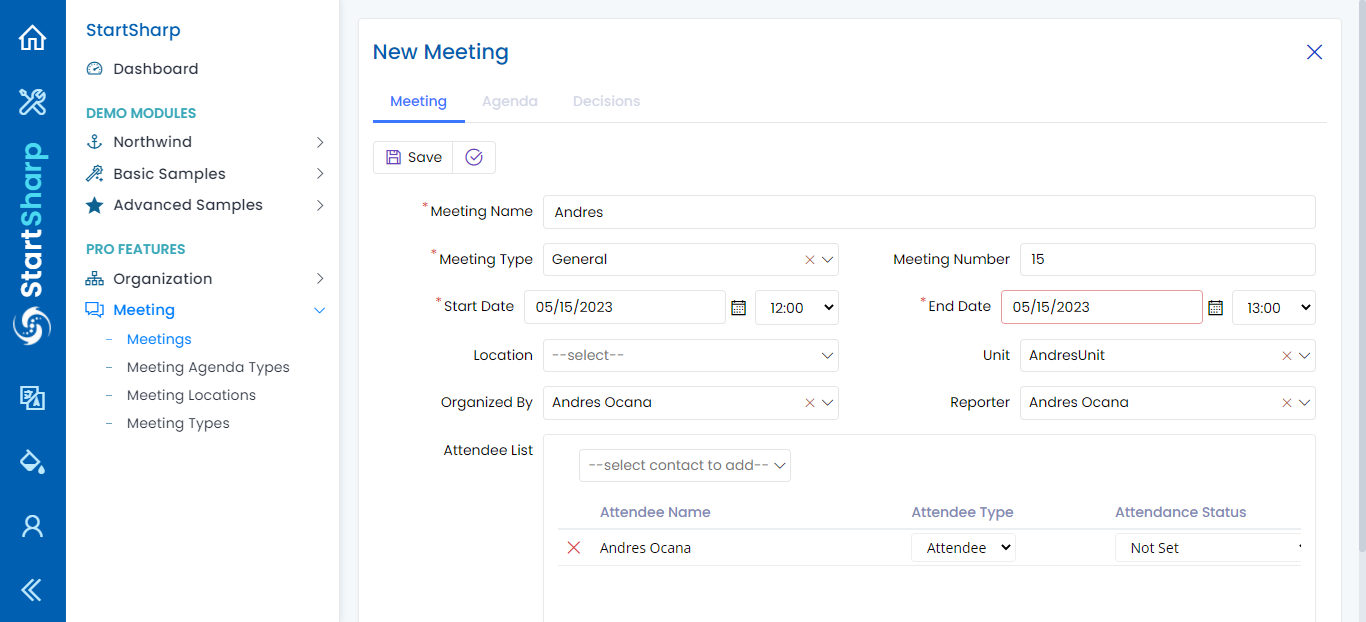 StartSharp
StartSharp
Dashboard
DEMO MODULES
Northwind
Basic Samples
Advanced Samples
PRO FEATURES
Organization
Meeting
– Meetings
– Meeting Agenda Types
– Meeting Locations
– Meeting Types
New Meeting
Meeting Agenda Decisions
Save
*Meeting Name Andres
*Meeting Type General Meeting Number 15
*Start Date 05/15/2023 12:00 *End Date 05/15/2023 13:00
Location --select-- Unit AndresUnit
Organized By Andres Ocana Reporter Andres Ocana
Attendee List
--select contact to add--
Attendee Name Attendee Type Attendance Status
Andres Ocana Attendee Not Set